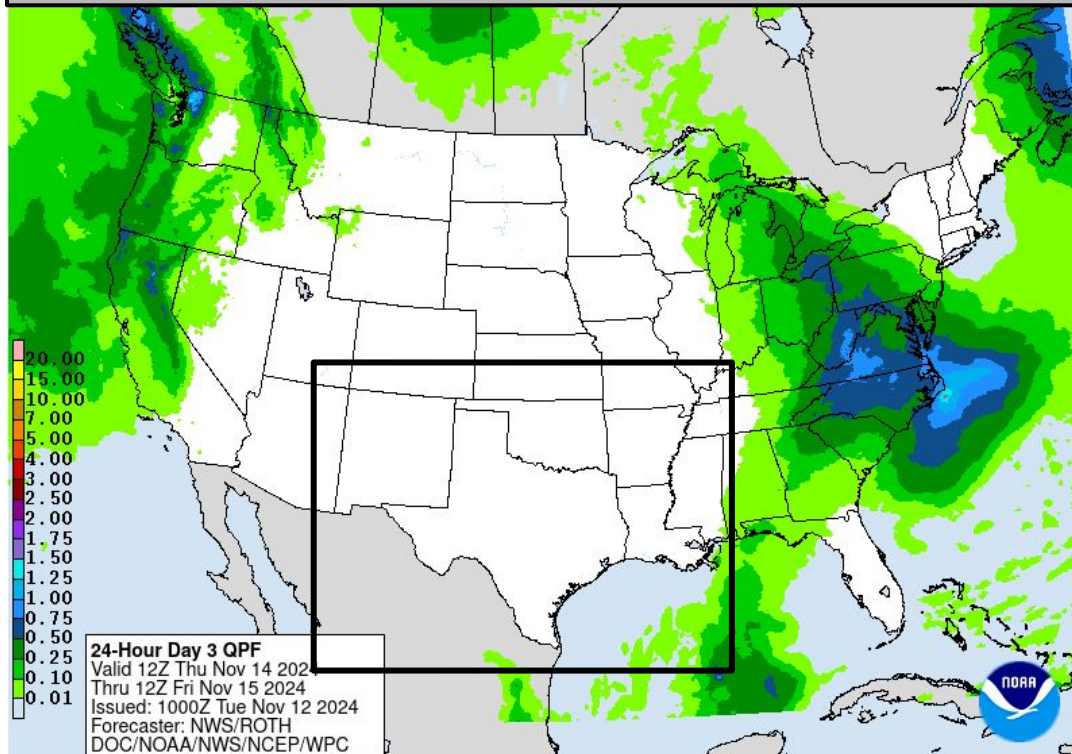 20.00
15.00
10.00
7.00
5.00
4.00
3.00
2.50
2.00
1.75
1.50
1.25
1.00
0.75
0.50
0.25
0.10
0.01
24-Hour Day 3 QPF
Valid 12Z Thu Nov 14 2024
Thru 12Z Fri Nov 15 2024
Issued: 1000Z Tue Nov 12 2024
Forecaster: NWS/ROTH
DOC/NOAA/NWS/NCEP/WPC
NOAA